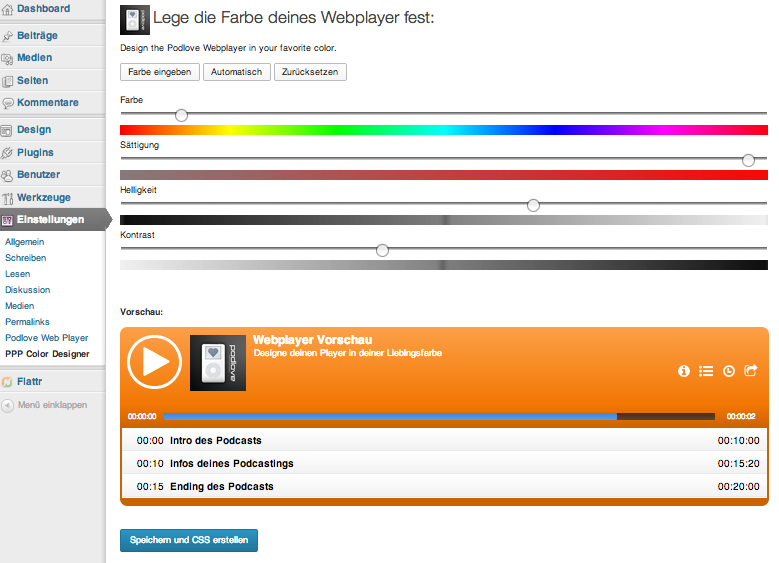 Dashboard
Beiträge
Medien
Seiten
Kommentare
Design
Plugins
Benutzer
Werkzeuge
Einstellungen
Allgemein
Schreiben
Lesen
Diskussion
Medien
Permalinks
Podlove Web Player
PPP Color Designer
Flattr
Menü einklappen
podlove
Lege die Farbe deines Webplayer fest:
Design the Podlove Webplayer in your favorite color.
Farbe eingeben Automatisch Zurücksetzen
Farbe
Sättigung
Helligkeit
Kontrast
Vorschau:
podlove
Webplayer Vorschau
Designe deinen Player in deiner Lieblingsfarbe
00:00:00 00:00:02
00:00 Intro des Podcasts 00:10:00
00:10 Infos deines Podcastings 00:15:20
00:15 Ending des Podcasts 00:20:00
Speichern und CSS erstellen